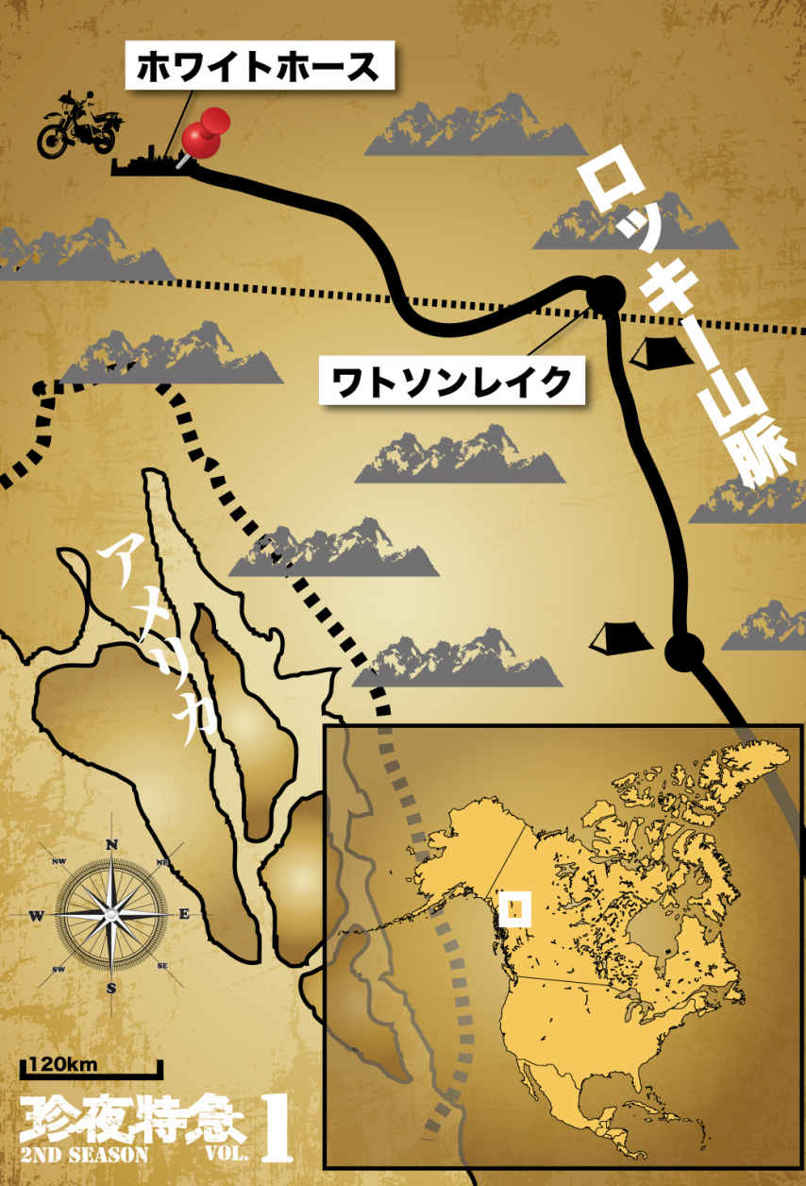 ホワイトホース
ロッキー山脈
ワトソンレイク
アメリカ
N
NW
NE
W
E
SW
SE
S
120km
珍夜特急
2ND SEASON
VOL. 1